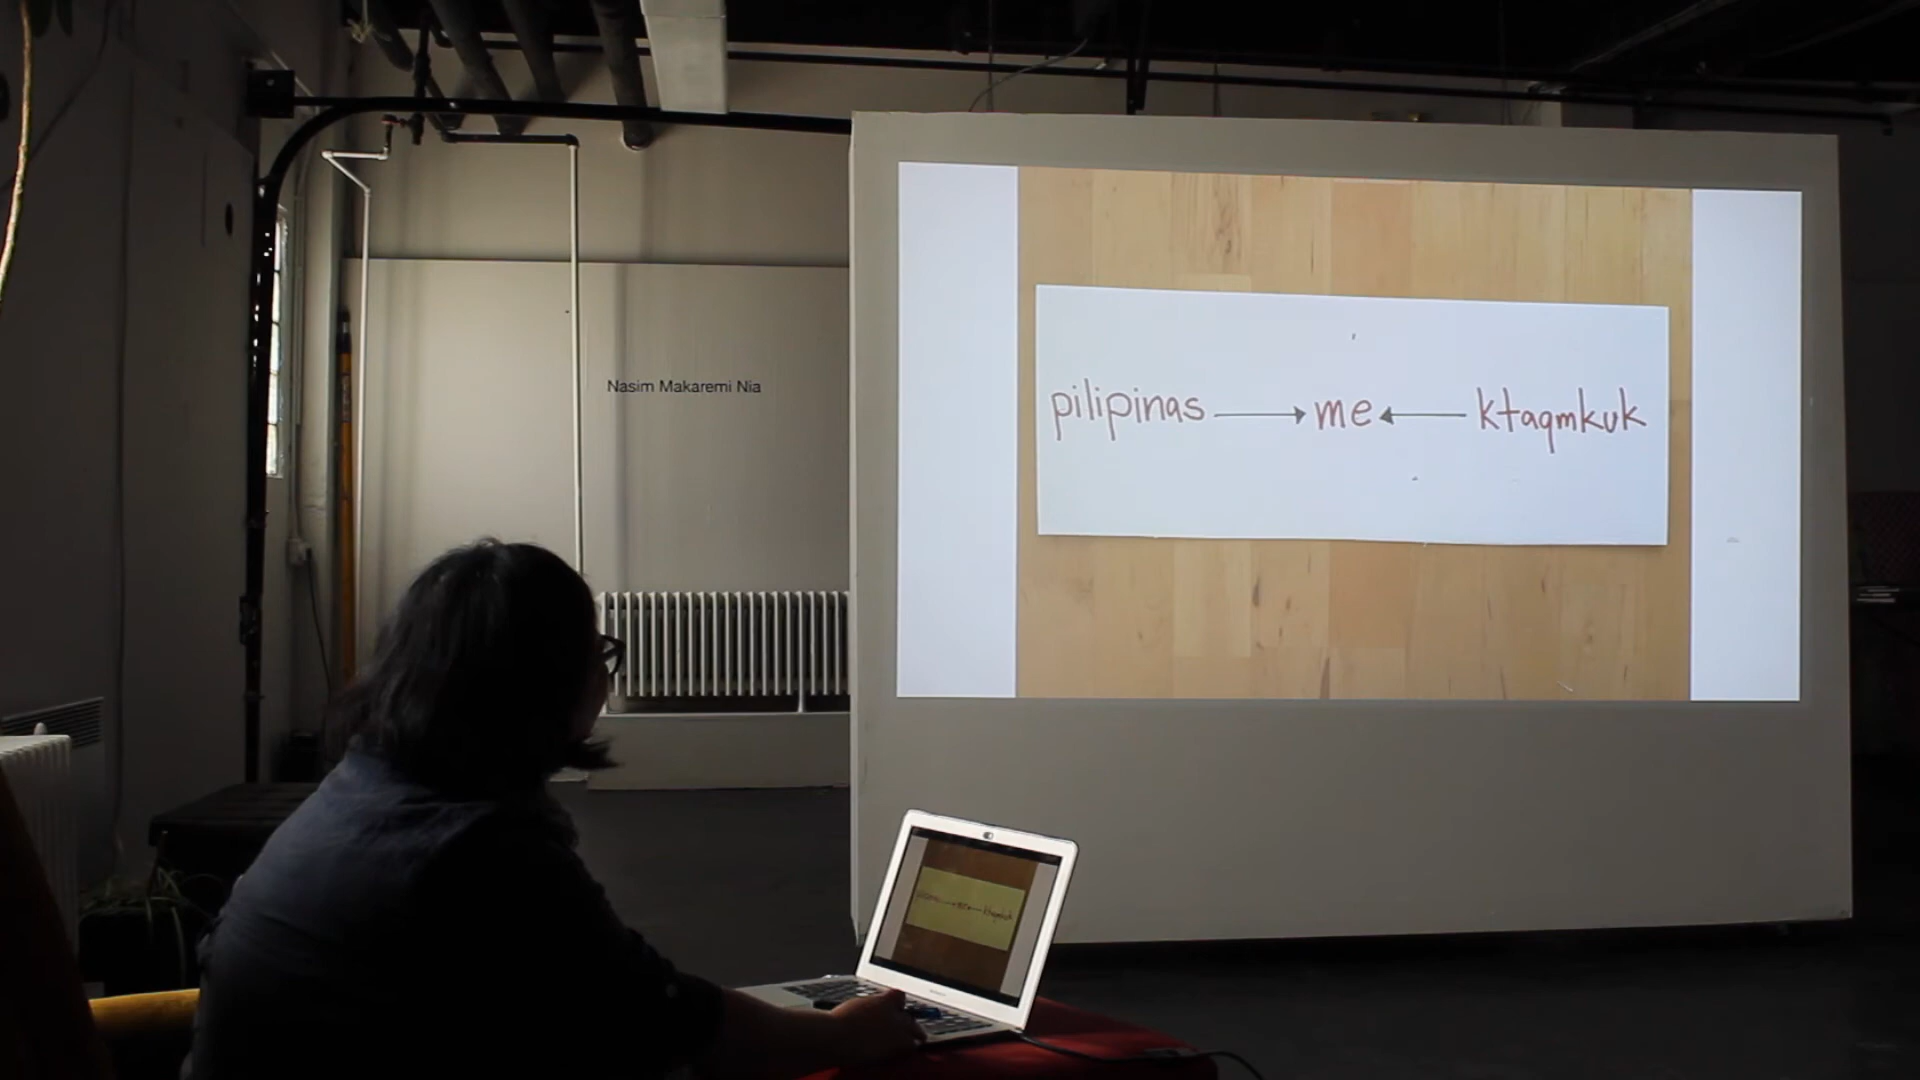 Nasim Makaremi Nia
pilipinas → me ← ktaqmkuk